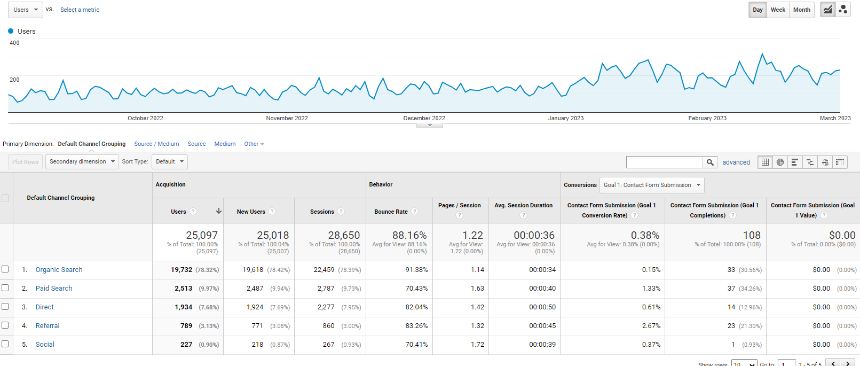 Users vs. Select a metric Day Week Month
Users
400
200
October 2022 November 2022 December 2022 January 2023 February 2023 March 2023
Primary Dimension: Default Channel Grouping Source / Medium Source Medium Other
Plot Rows Secondary dimension Sort Type: Default advanced
Default Channel Grouping Acquisition Behavior Conversions Goal 1: Contact Form Submission
Users ? New Users ? Sessions ? Bounce Rate ? Pages / Session ? Avg. Session Duration ? Contact Form Submission (Goal 1 Conversion Rate) ? Contact Form Submission (Goal 1 Completions) ? Contact Form Submission (Goal 1 Value) ?
25,097 25,018 28,650 88.16% 1.22 00:00:36 0.38% 108 $0.00
% of Total: 100.00% (25,097) % of Total: 100.04% (25,007) % of Total: 100.00% (28,650) Avg for View: 88.16% (0.00%) Avg for View: 1.22 (0.00%) Avg for View: 00:00:36 (0.00%) Avg for View: 0.38% (0.00%) % of Total: 100.00% (108) % of Total: 0.00% ($0.00)
1. Organic Search 19,732 (78.32%) 19,618 (78.42%) 22,459 (78.39%) 91.38% 1.14 00:00:34 0.15% 33 (30.56%) $0.00 (0.00%)
2. Paid Search 2,513 (9.97%) 2,487 (9.94%) 2,787 (9.73%) 70.43% 1.63 00:00:40 1.33% 37 (34.26%) $0.00 (0.00%)
3. Direct 1,934 (7.68%) 1,924 (7.69%) 2,277 (7.95%) 82.04% 1.42 00:00:50 0.61% 14 (12.96%) $0.00 (0.00%)
4. Referral 789 (3.13%) 771 (3.08%) 860 (3.00%) 83.26% 1.32 00:00:45 2.67% 23 (21.30%) $0.00 (0.00%)
5. Social 227 (0.90%) 218 (0.87%) 267 (0.93%) 70.41% 1.72 00:00:39 0.37% 1 (0.93%) $0.00 (0.00%)
Show rows: 10 Go to: 1 1 - 5 of 5